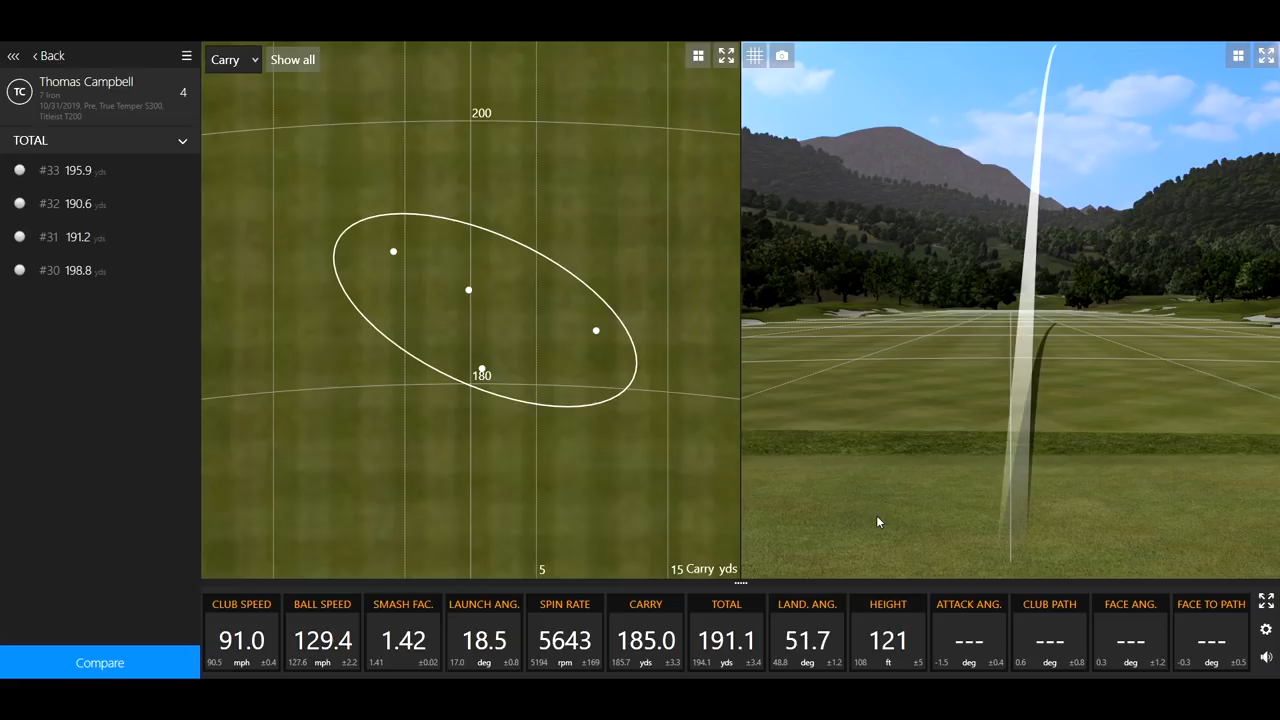 Back
Thomas Campbell
TC
7 Iron
10/31/2019, Pre, True Temper S300,
Titleist T200
4
TOTAL
#33 195.9 yds
#32 190.6 yds
#31 191.2 yds
#30 198.8 yds
Compare
Carry
Show all
200
180
5
15 Carry yds
CLUB SPEED
91.0
90.5 mph ±0.4
BALL SPEED
129.4
127.6 mph ±2.2
SMASH FAC.
1.42
1.41 ±0.02
LAUNCH ANG.
18.5
17.0 deg ±0.8
SPIN RATE
5643
5194 rpm ±169
CARRY
185.0
185.7 yds ±3.3
TOTAL
191.1
194.1 yds ±3.4
LAND. ANG.
51.7
48.8 deg ±1.2
HEIGHT
121
108 ft ±5
ATTACK ANG.
---
-1.5 deg ±0.4
CLUB PATH
---
0.6 deg ±0.8
FACE ANG.
---
0.3 deg ±1.2
FACE TO PATH
---
-0.3 deg ±0.5